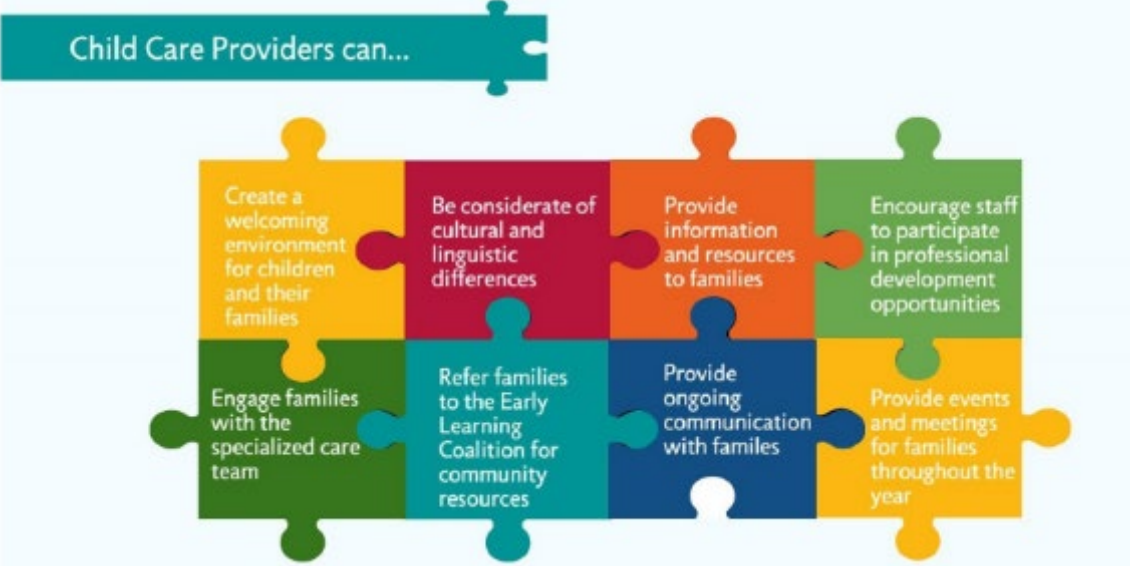 Child Care Providers can...
Create a
welcoming
environment
for children
and their
families
Be considerate of
cultural and
linguistic
differences
Provide
information
and resources
to families
Encourage staff
to participate
in professional
development
opportunities
Engage families
with the
specialized care
team
Refer families
to the Early
Learning
Coalition for
community
resources
Provide
ongoing
communication
with familes
Provide events
and meetings
for families
throughout the
year